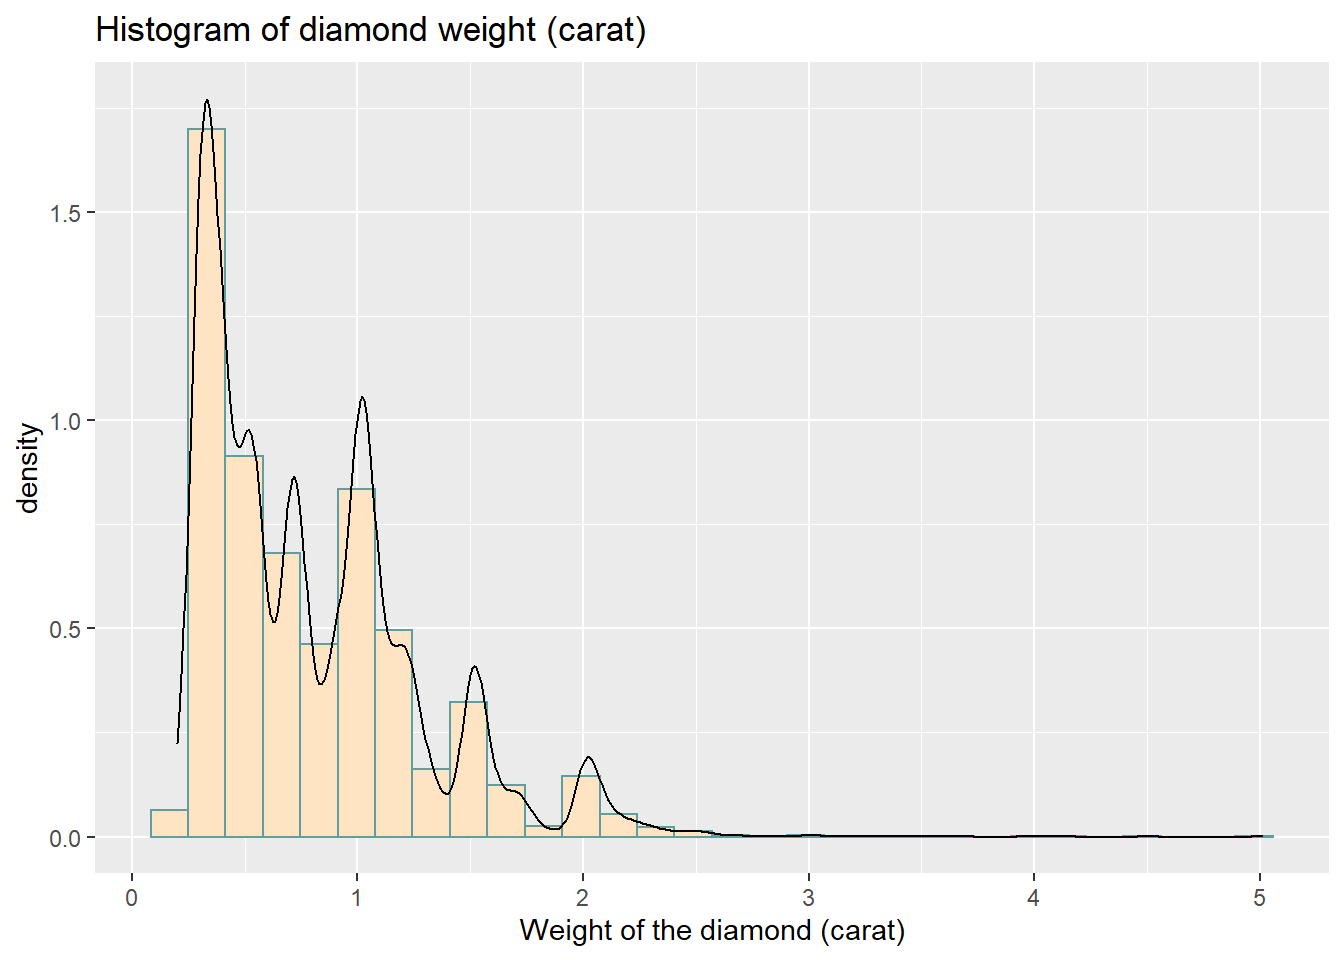 Histogram of diamond weight (carat)
density
1.5
1.0
0.5
0.0
0 1 2 3 4 5
Weight of the diamond (carat)